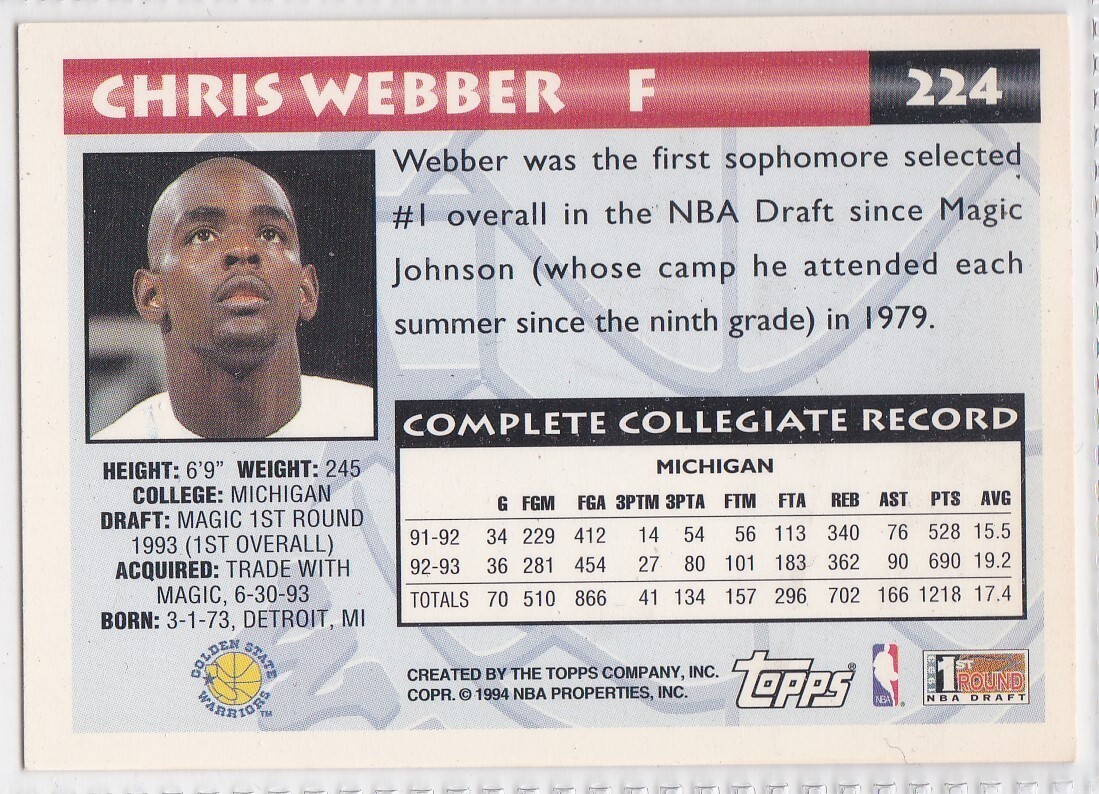 CHRIS WEBBER F 224
Webber was the first sophomore selected
#1 overall in the NBA Draft since Magic
Johnson (whose camp he attended each
summer since the ninth grade) in 1979.
HEIGHT: 6'9" WEIGHT: 245
COLLEGE: MICHIGAN
DRAFT: MAGIC 1ST ROUND
1993 (1ST OVERALL)
ACQUIRED: TRADE WITH
MAGIC, 6-30-93
BORN: 3-1-73, DETROIT, MI
COMPLETE COLLEGIATE RECORD
MICHIGAN
G FGM FGA 3PTM 3PTA FTM FTA REB AST PTS AVG
91-92 34 229 412 14 54 56 113 340 76 528 15.5
92-93 36 281 454 27 80 101 183 362 90 690 19.2
TOTALS 70 510 866 41 134 157 296 702 166 1218 17.4
GOLDEN STATE
WARRIORS™
CREATED BY THE TOPPS COMPANY, INC.
COPR. © 1994 NBA PROPERTIES, INC.
topps®
NBA®
1993
1ST
ROUND
NBA DRAFT